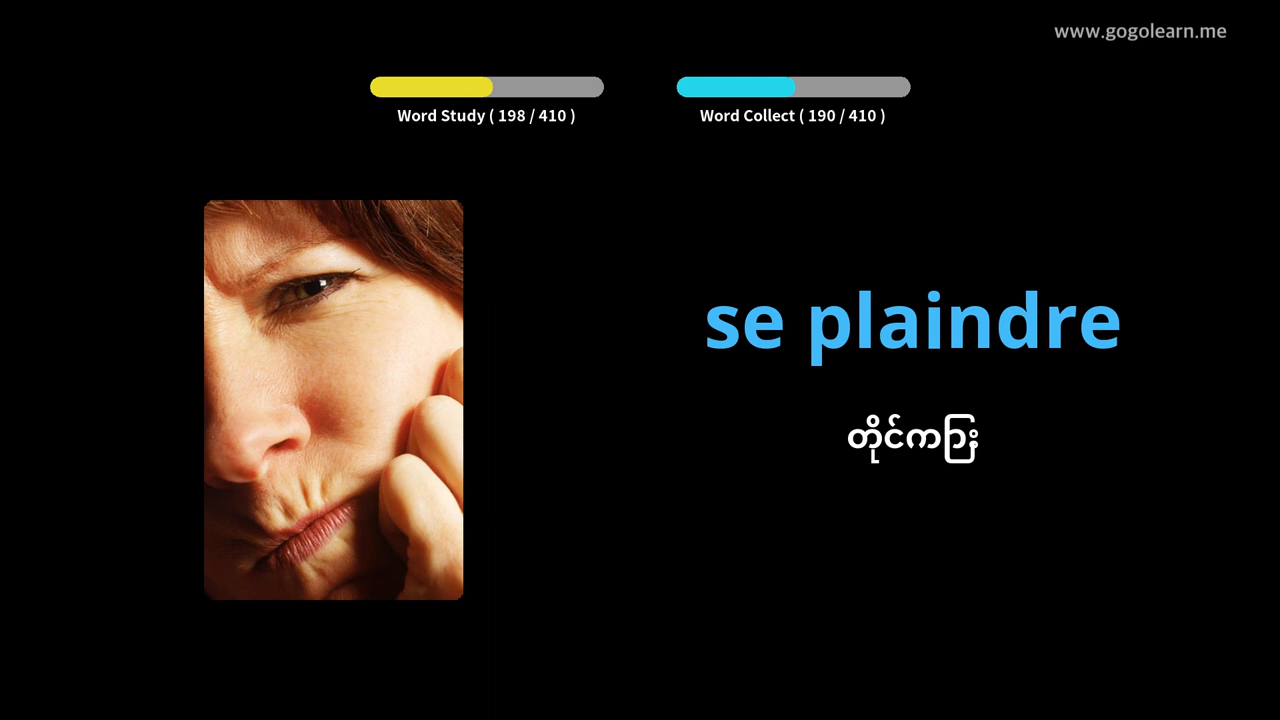 www.gogolearn.me
Word Study ( 198 / 410 )
Word Collect ( 190 / 410 )
se plaindre
တိုင်ကြား